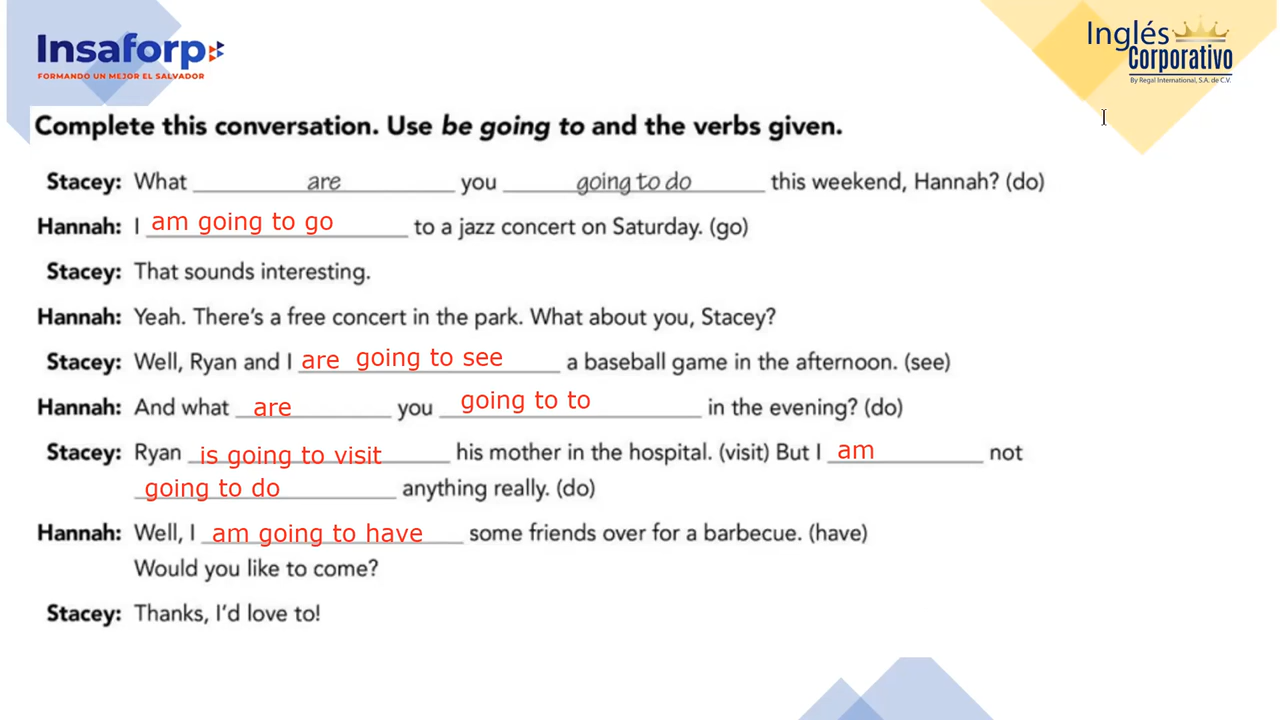 Insaforp
FORMANDO UN MEJOR EL SALVADOR
Inglés
Corporativo
By Regal International, S.A. de C.V.
Complete this conversation. Use be going to and the verbs given.
Stacey: What are you going to do this weekend, Hannah? (do)
Hannah: I am going to go to a jazz concert on Saturday. (go)
Stacey: That sounds interesting.
Hannah: Yeah. There's a free concert in the park. What about you, Stacey?
Stacey: Well, Ryan and I are going to see a baseball game in the afternoon. (see)
Hannah: And what are you going to to in the evening? (do)
Stacey: Ryan is going to visit his mother in the hospital. (visit) But I am not
going to do anything really. (do)
Hannah: Well, I am going to have some friends over for a barbecue. (have)
Would you like to come?
Stacey: Thanks, I'd love to!